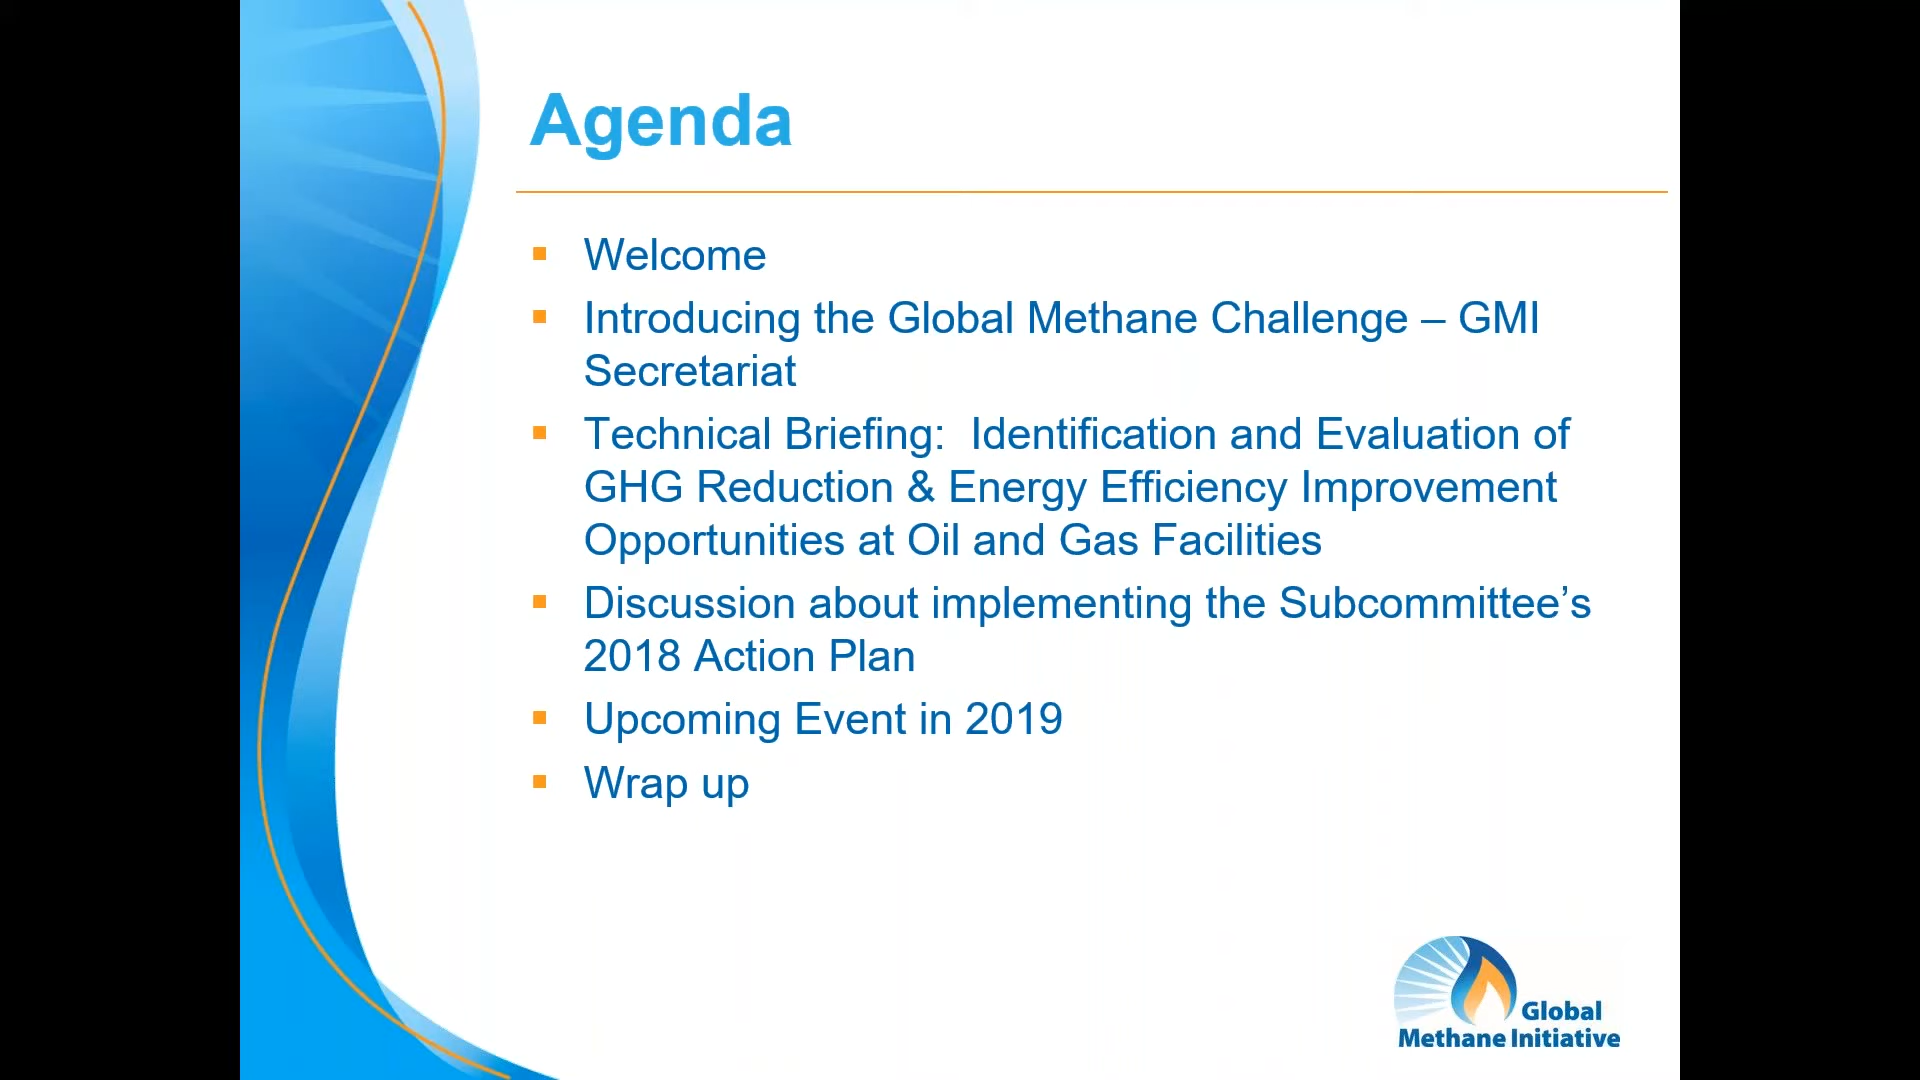 Agenda
Welcome
Introducing the Global Methane Challenge – GMI
Secretariat
Technical Briefing:  Identification and Evaluation of
GHG Reduction & Energy Efficiency Improvement
Opportunities at Oil and Gas Facilities
Discussion about implementing the Subcommittee’s
2018 Action Plan
Upcoming Event in 2019
Wrap up
Global
Methane Initiative